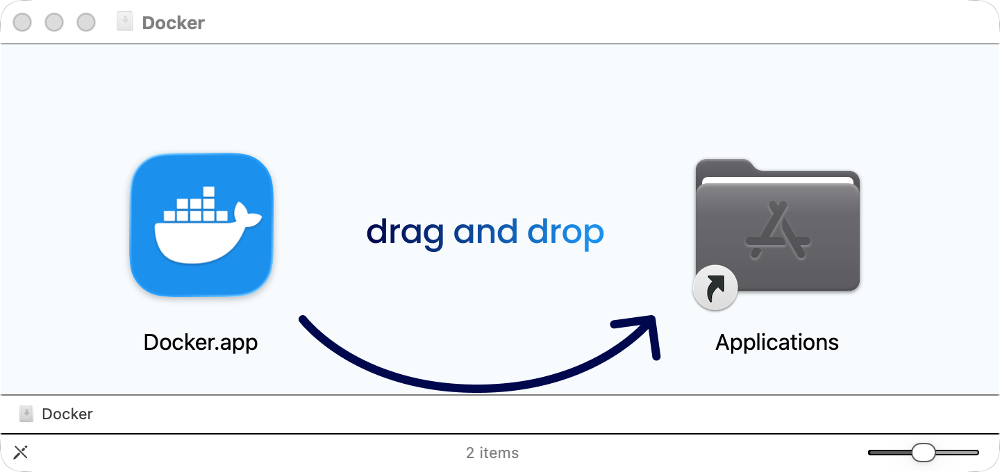 Docker
drag and drop
Docker.app
Applications
Docker
2 items